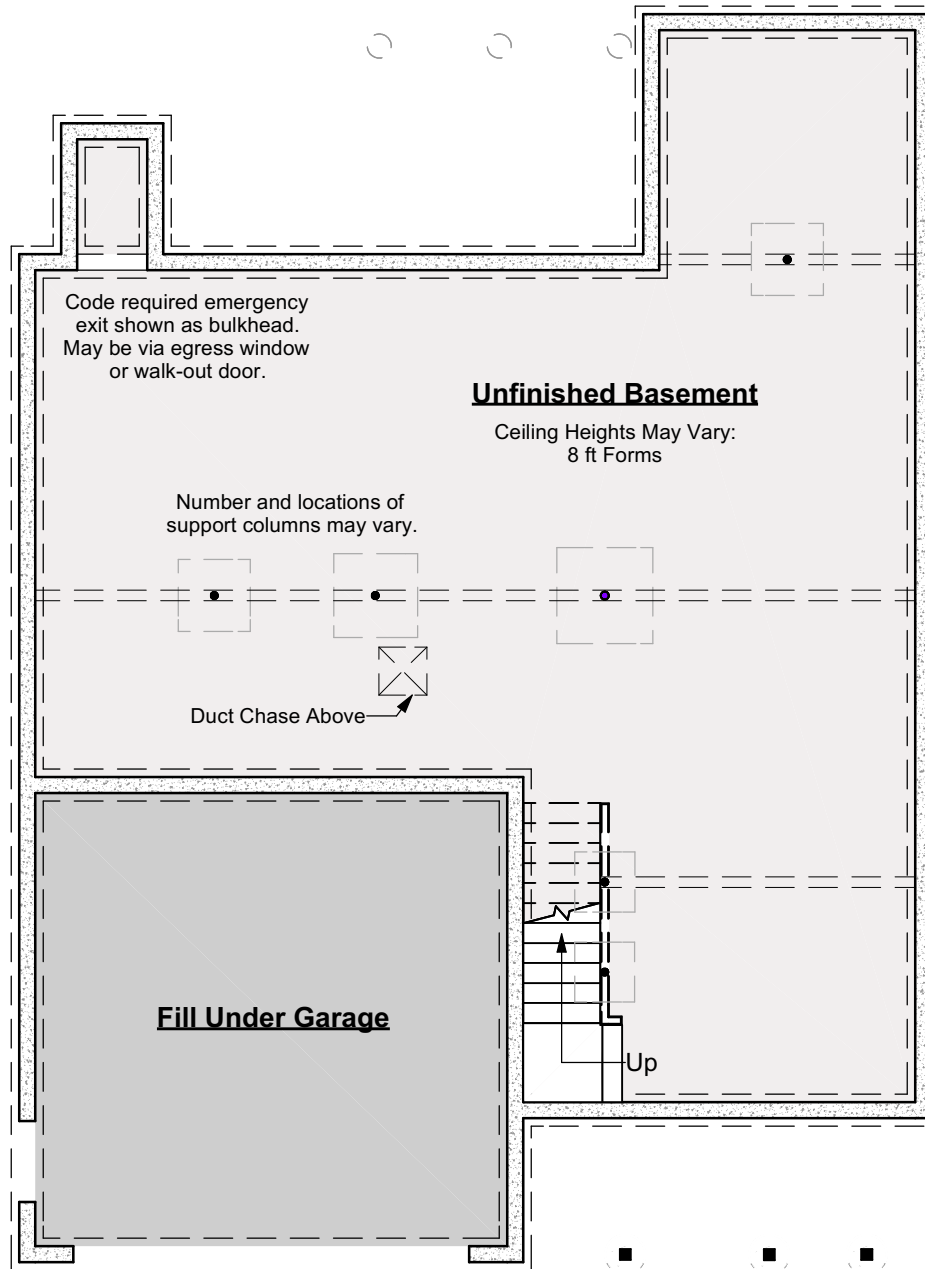 Code required emergency
exit shown as bulkhead.
May be via egress window
or walk-out door.
Unfinished Basement
Ceiling Heights May Vary:
8 ft Forms
Number and locations of
support columns may vary.
Duct Chase Above
Fill Under Garage
Up